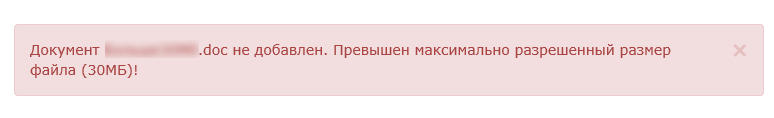 Документ .doc не добавлен. Превышен максимально разрешенный размер
файла (30МБ)!